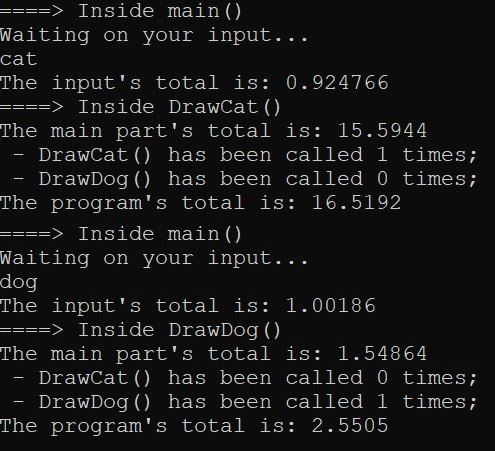 ====> Inside main()
Waiting on your input...
cat
The input's total is: 0.924766
====> Inside DrawCat()
The main part's total is: 15.5944
 - DrawCat() has been called 1 times;
 - DrawDog() has been called 0 times;
The program's total is: 16.5192
====> Inside main()
Waiting on your input...
dog
The input's total is: 1.00186
====> Inside DrawDog()
The main part's total is: 1.54864
 - DrawCat() has been called 0 times;
 - DrawDog() has been called 1 times;
The program's total is: 2.5505